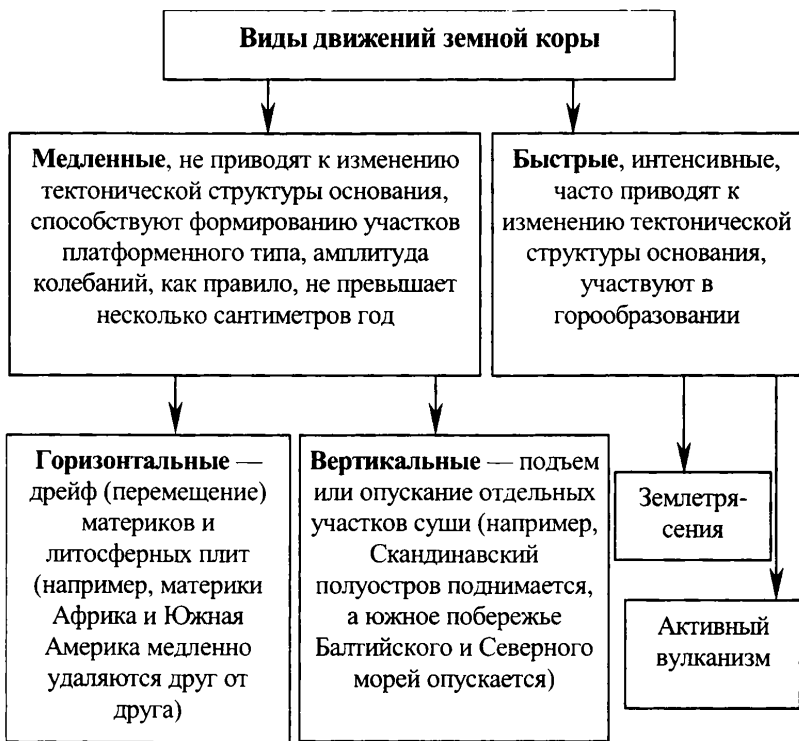 Виды движений земной коры
Медленные, не приводят к изменению
тектонической структуры основания,
способствуют формированию участков
платформенного типа, амплитуда
колебаний, как правило, не превышает
несколько сантиметров год
Быстрые, интенсивные,
часто приводят к
изменению тектонической
структуры основания,
участвуют в
горообразовании
Горизонтальные —
дрейф (перемещение)
материков и
литосферных плит
(например, материки
Африка и Южная
Америка медленно
удаляются друг от
друга)
Вертикальные — подъем
или опускание отдельных
участков суши (например,
Скандинавский
полуостров поднимается,
а южное побережье
Балтийского и Северного
морей опускается)
Землетря-
сения
Активный
вулканизм